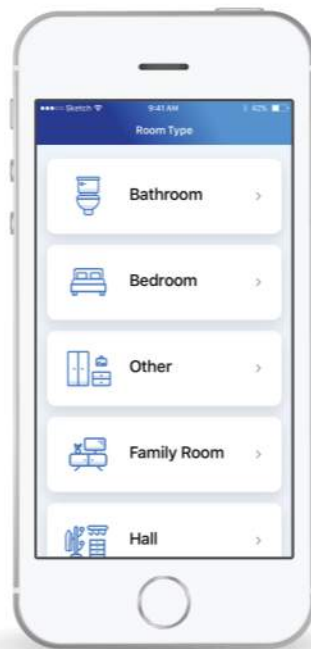 Sketch 9:41 AM 42%
Room Type
Bathroom >
Bedroom >
Other >
Family Room >
Hall >